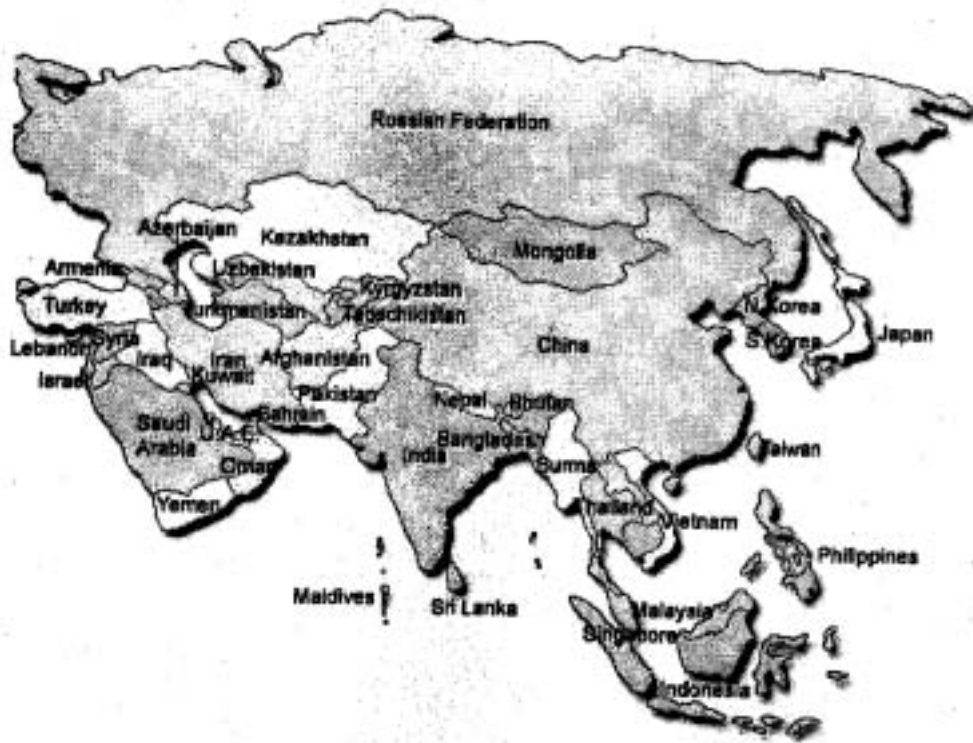 Russian Federation
Azerbaijan
Kazakhstan
Mongolia
Armenia
Uzbekistan
Kyrgyzstan
Turkey
Turkmanistan
Tadschikistan
N.Korea
Lebanon
Syria
Iraq
Iran
Afghanistan
China
S.Korea
Japan
Israel
Kuwait
Pakistan
Nepal
Bhutan
Bahrain
Saudi
Arabia
U.A.E.
India
Bangladesh
Burma
Taiwan
Oman
Yemen
Thailand
Vietnam
Philippines
Maldives
Sri Lanka
Malaysia
Singapore
Indonesia